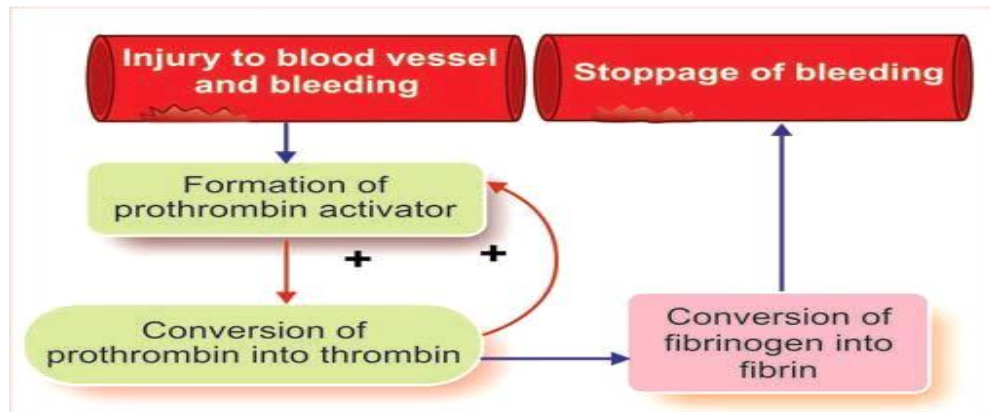 Injury to blood vessel
and bleeding
Stoppage of bleeding
Formation of
prothrombin activator
+
+
Conversion of
prothrombin into thrombin
Conversion of
fibrinogen into
fibrin